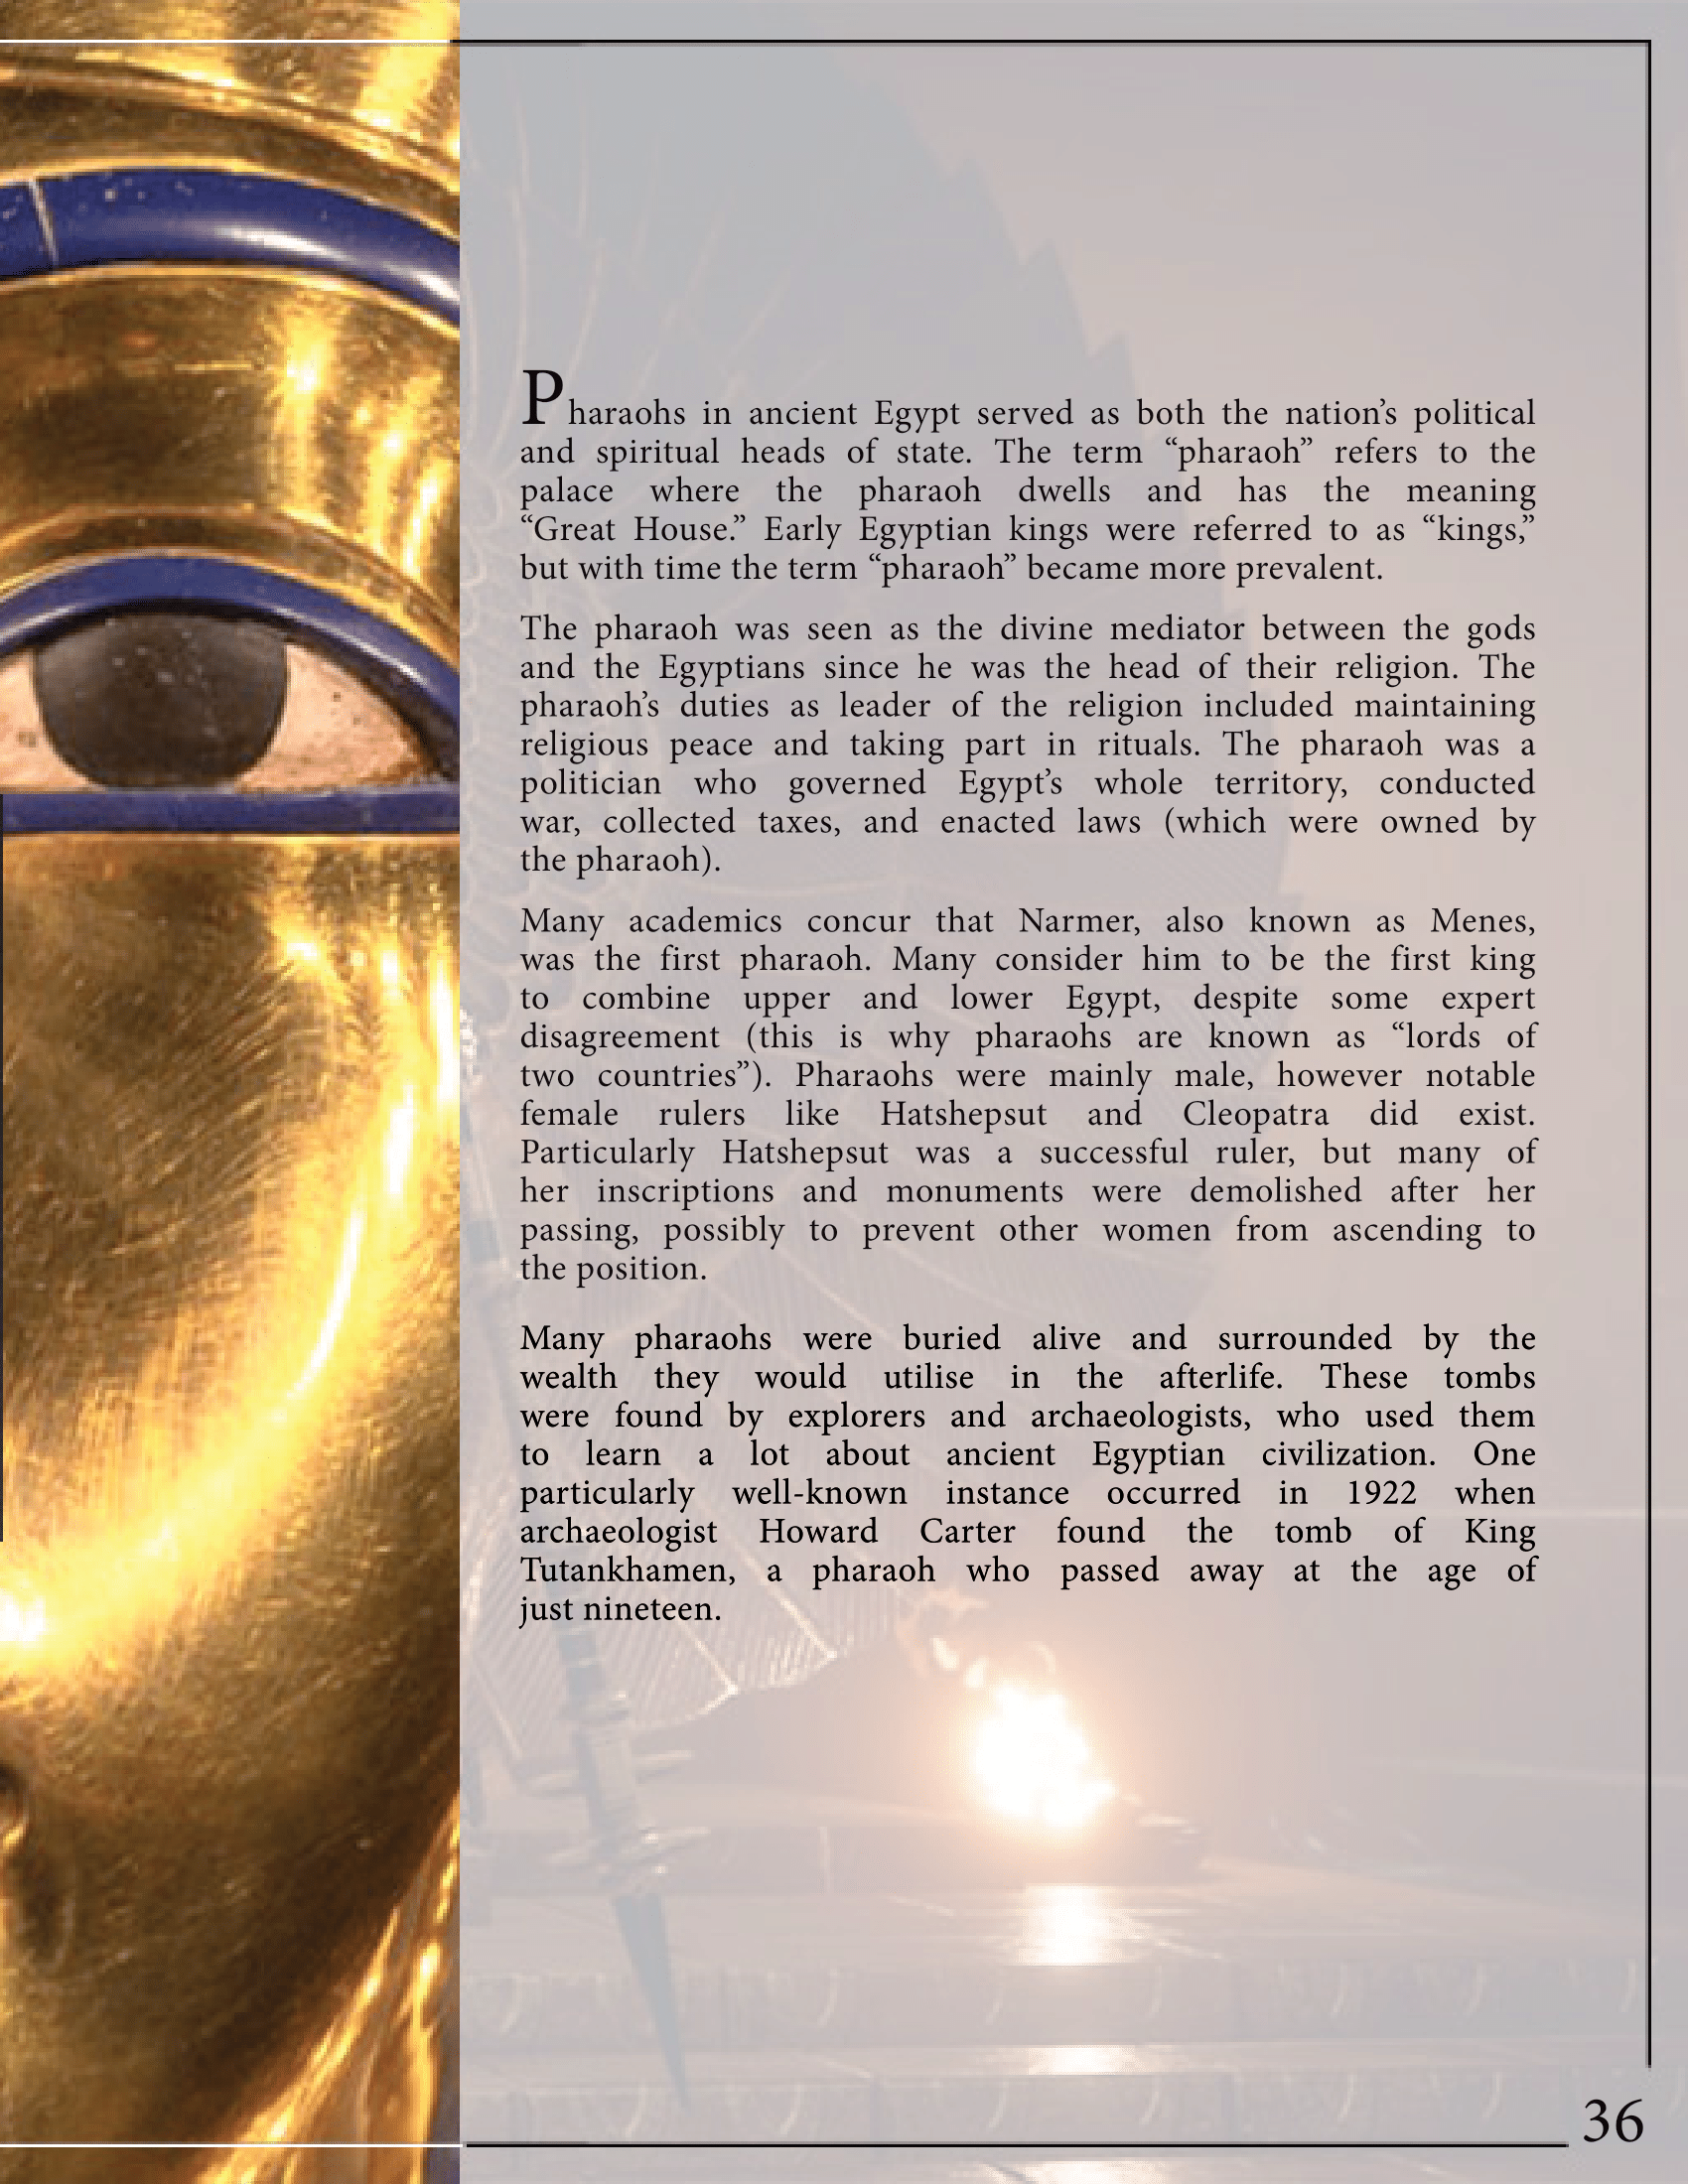 Pharaohs in ancient Egypt served as both the nation’s political
and spiritual heads of state. The term “pharaoh” refers to the
palace where the pharaoh dwells and has the meaning
“Great House.” Early Egyptian kings were referred to as “kings,”
but with time the term “pharaoh” became more prevalent.
The pharaoh was seen as the divine mediator between the gods
and the Egyptians since he was the head of their religion. The
pharaoh’s duties as leader of the religion included maintaining
religious peace and taking part in rituals. The pharaoh was a
politician who governed Egypt’s whole territory, conducted
war, collected taxes, and enacted laws (which were owned by
the pharaoh).
Many academics concur that Narmer, also known as Menes,
was the first pharaoh. Many consider him to be the first king
to combine upper and lower Egypt, despite some expert
disagreement (this is why pharaohs are known as “lords of
two countries”). Pharaohs were mainly male, however notable
female rulers like Hatshepsut and Cleopatra did exist.
Particularly Hatshepsut was a successful ruler, but many of
her inscriptions and monuments were demolished after her
passing, possibly to prevent other women from ascending to
the position.
Many pharaohs were buried alive and surrounded by the
wealth they would utilise in the afterlife. These tombs
were found by explorers and archaeologists, who used them
to learn a lot about ancient Egyptian civilization. One
particularly well-known instance occurred in 1922 when
archaeologist Howard Carter found the tomb of King
Tutankhamen, a pharaoh who passed away at the age of
just nineteen.
36